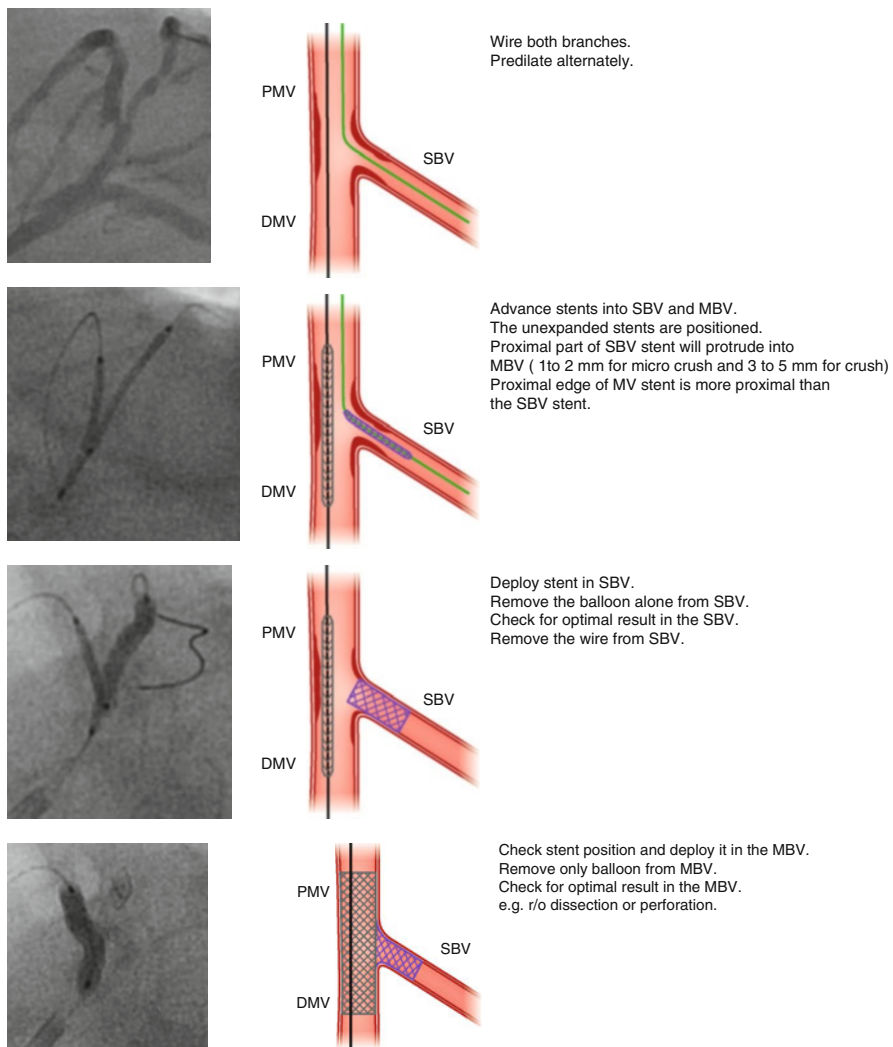 Wire both branches.
Predilate alternately.
PMV
SBV
DMV
Advance stents into SBV and MBV.
The unexpanded stents are positioned.
Proximal part of SBV stent will protrude into
MBV ( 1to 2 mm for micro crush and 3 to 5 mm for crush)
Proximal edge of MV stent is more proximal than
the SBV stent.
PMV
SBV
DMV
Deploy stent in SBV.
Remove the balloon alone from SBV.
Check for optimal result in the SBV.
Remove the wire from SBV.
PMV
SBV
DMV
Check stent position and deploy it in the MBV.
Remove only balloon from MBV.
Check for optimal result in the MBV.
e.g. r/o dissection or perforation.
PMV
SBV
DMV